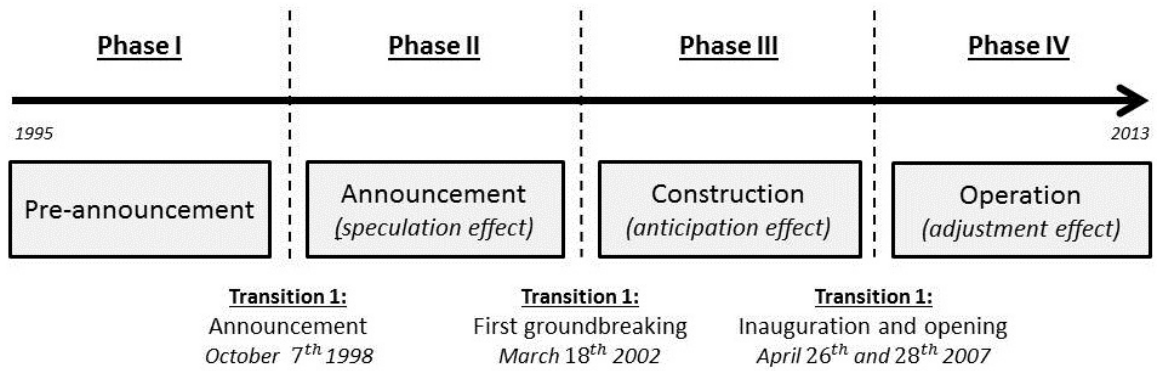 Phase I
Phase II
Phase III
Phase IV
1995
2013
Pre-announcement
Announcement
(speculation effect)
Construction
(anticipation effect)
Operation
(adjustment effect)
Transition 1:
Announcement
October 7th 1998
Transition 1:
First groundbreaking
March 18th 2002
Transition 1:
Inauguration and opening
April 26th and 28th 2007